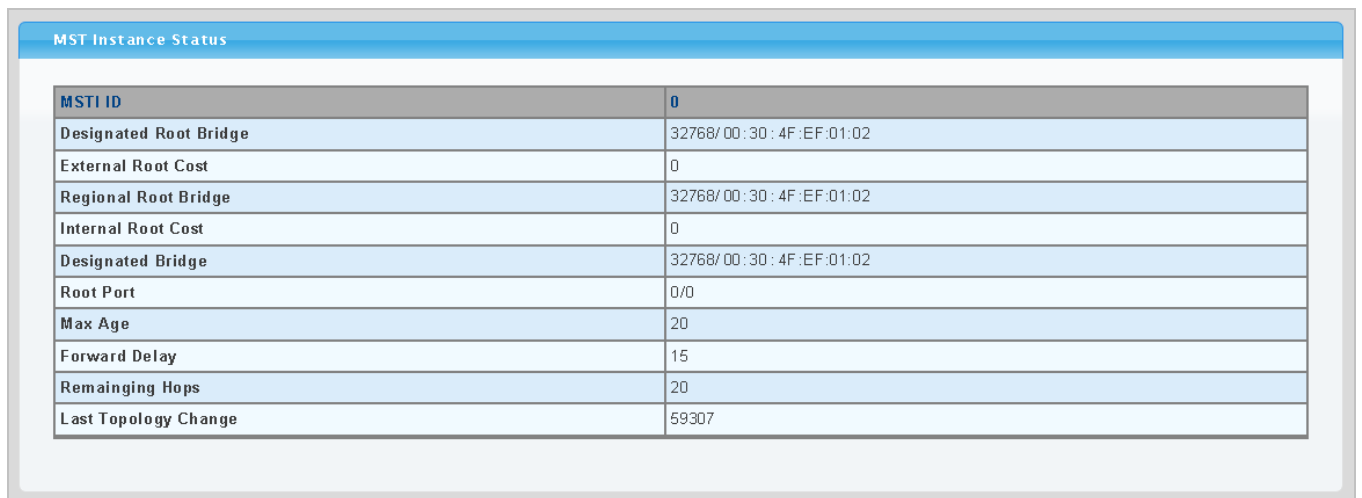 MST Instance Status
MSTI ID 0
Designated Root Bridge 32768/00:30:4F:EF:01:02
External Root Cost 0
Regional Root Bridge 32768/00:30:4F:EF:01:02
Internal Root Cost 0
Designated Bridge 32768/00:30:4F:EF:01:02
Root Port 0/0
Max Age 20
Forward Delay 15
Remainging Hops 20
Last Topology Change 59307